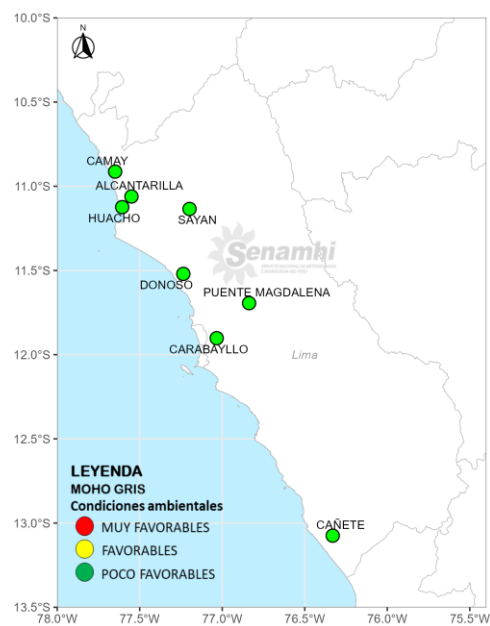 10.0°S
N
10.5°S
CAMAY
11.0°S
ALCANTARILLA
HUACHO
SAYAN
Senamhi
11.5°S
DONOSO
PUENTE MAGDALENA
CARABAYLLO
Lima
12.0°S
12.5°S
LEYENDA
MOHO GRIS
Condiciones ambientales
MUY FAVORABLES
FAVORABLES
POCO FAVORABLES
CAÑETE
13.0°S
13.5°S
78.0°W 77.5°W 77.0°W 76.5°W 76.0°W 75.5°W